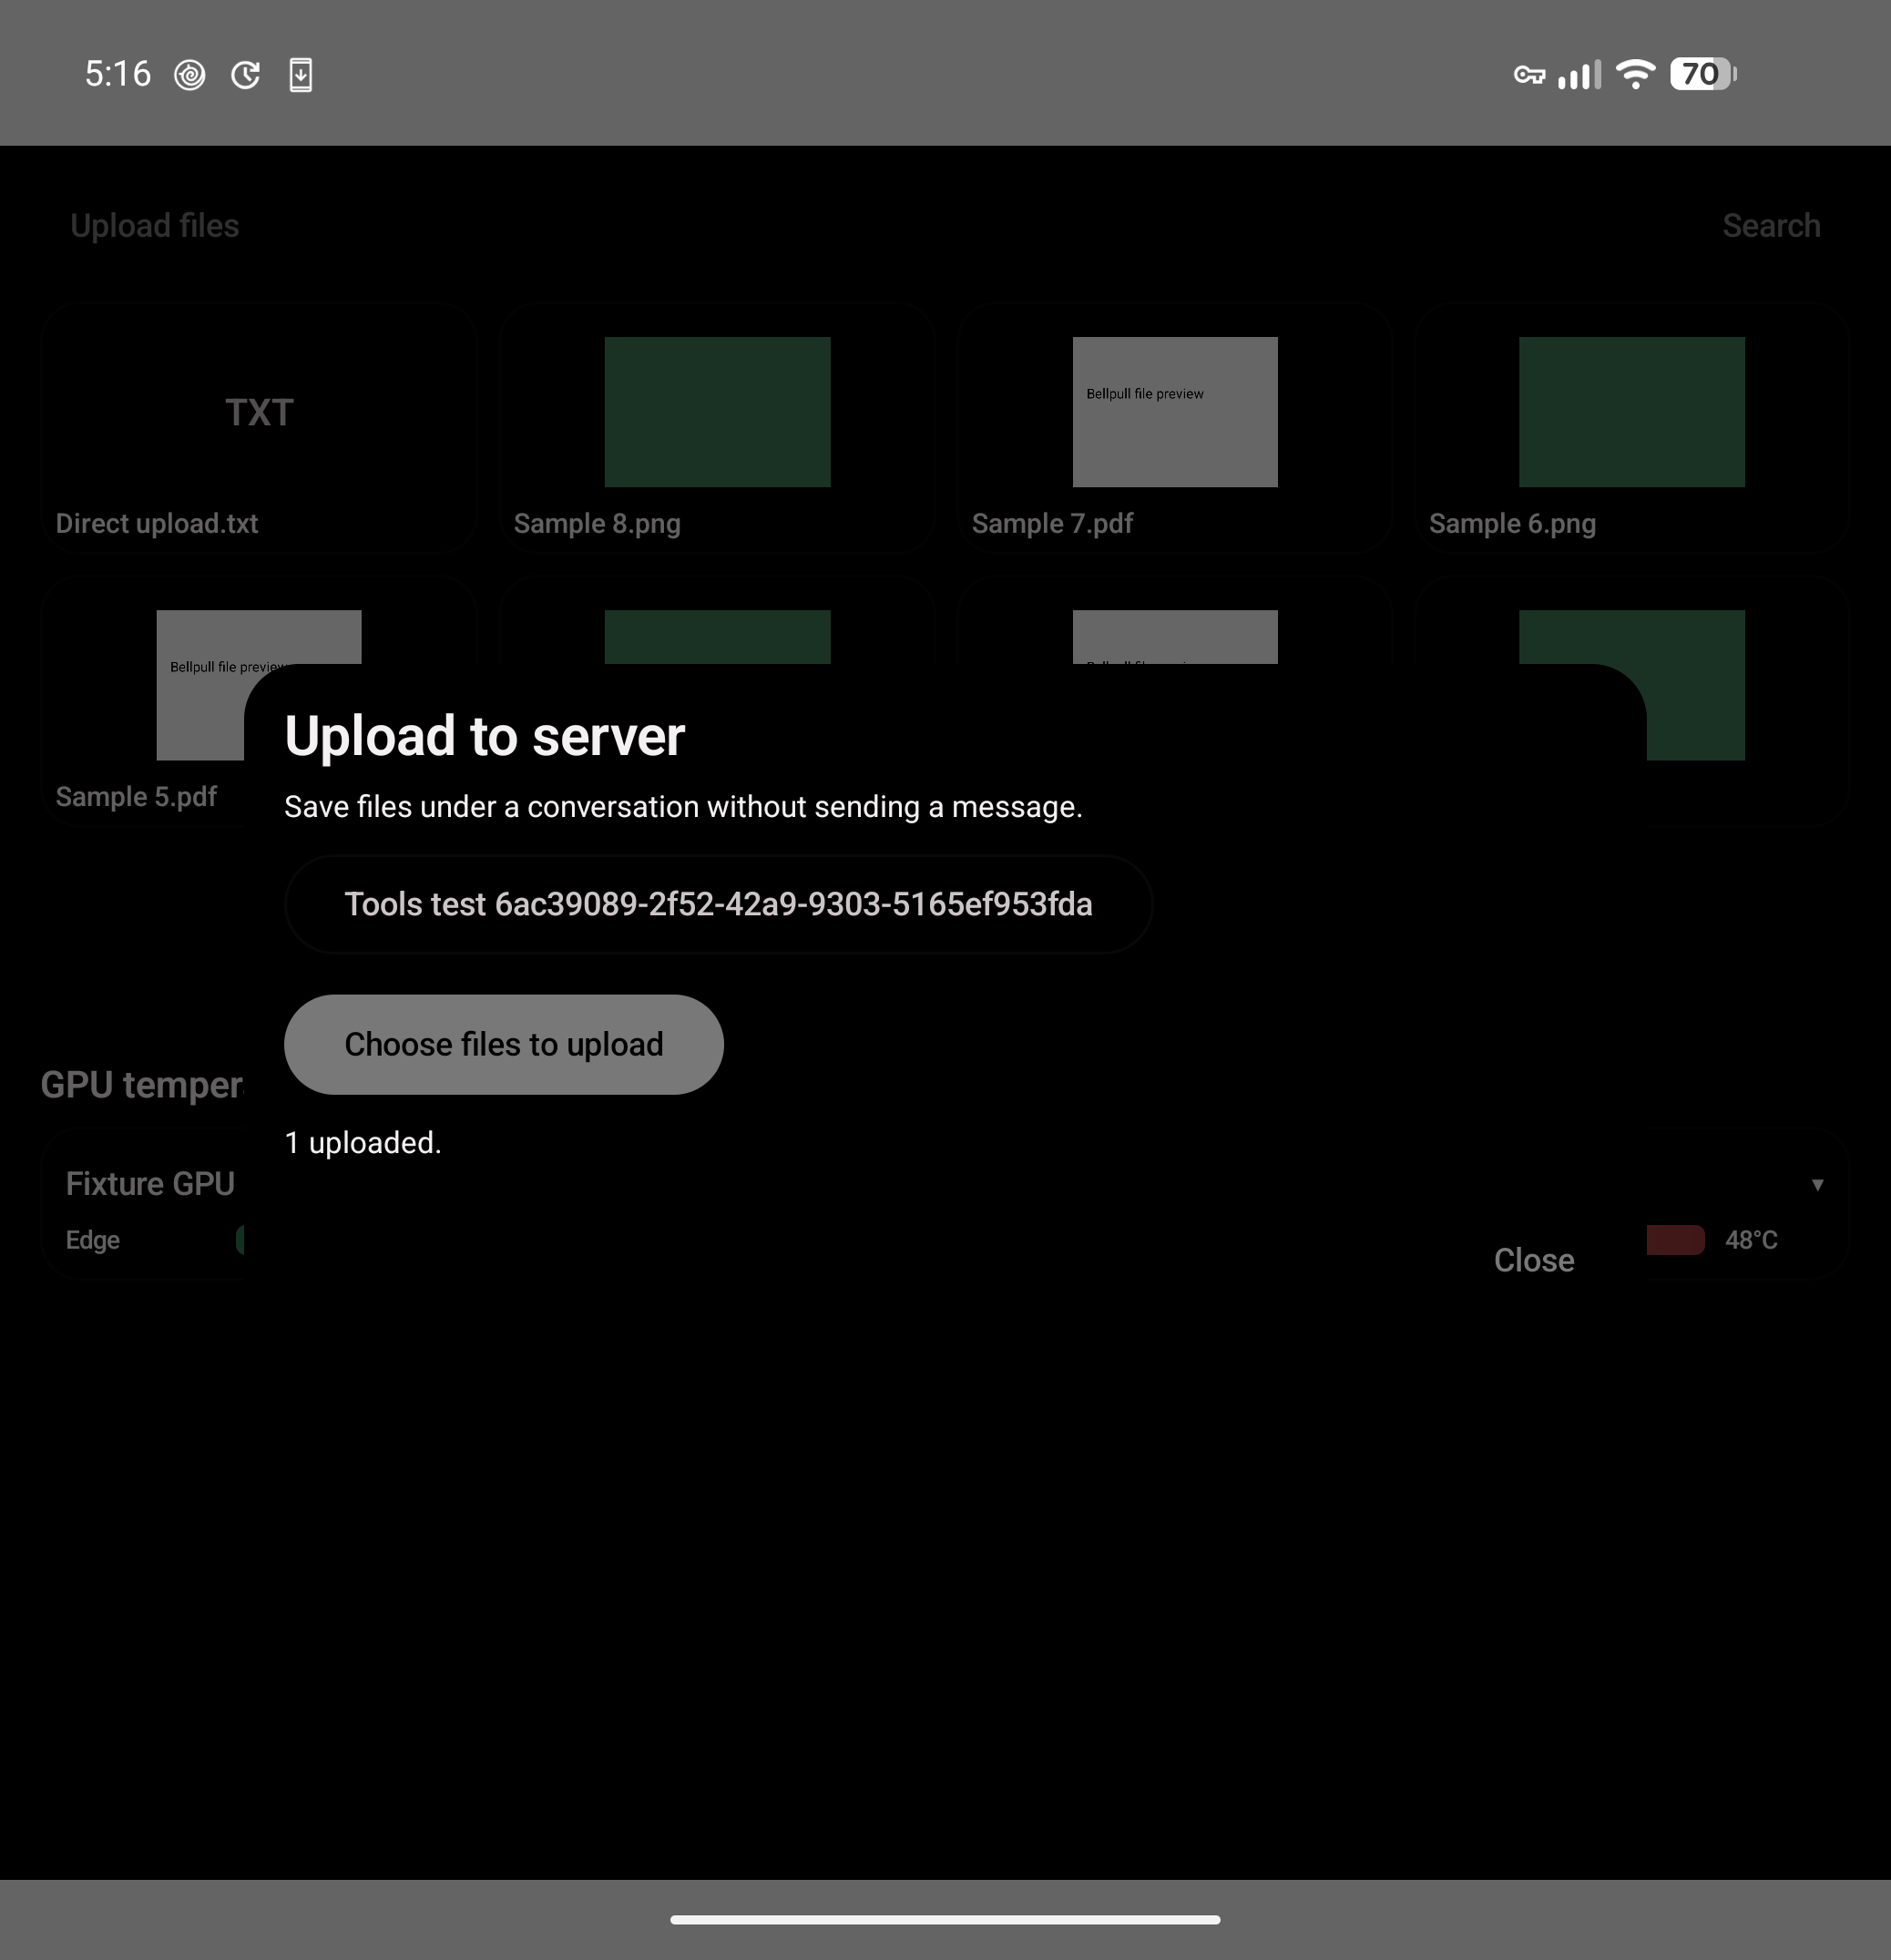 5:16
70
Upload files
Search
TXT
Bellpull file preview
Direct upload.txt
Sample 8.png
Sample 7.pdf
Sample 6.png
Bellpull file preview
Sample 5.pdf
Upload to server
Save files under a conversation without sending a message.
Tools test 6ac39089-2f52-42a9-9303-5165ef953fda
Choose files to upload
GPU temper
1 uploaded.
Fixture GPU
▼
Edge
48°C
Close